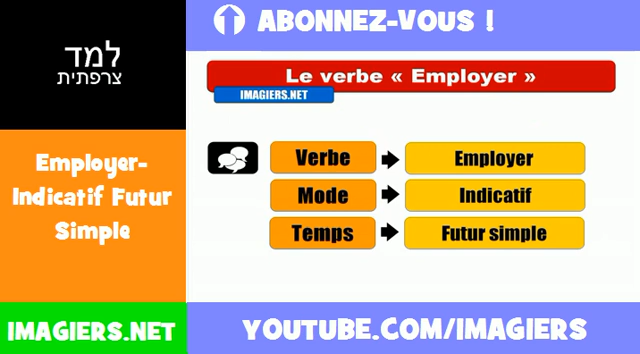 למד
צרפתית
Employer-
Indicatif Futur
Simple
IMAGIERS.NET
ABONNEZ-VOUS !
Le verbe « Employer »
IMAGIERS.NET
Verbe Employer
Mode Indicatif
Temps Futur simple
YOUTUBE.COM/IMAGIERS